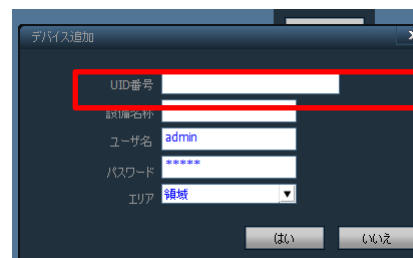 デバイス追加
UID番号
設備名称
ユーザ名 admin
パスワード *****
エリア 領域
はい いいえ